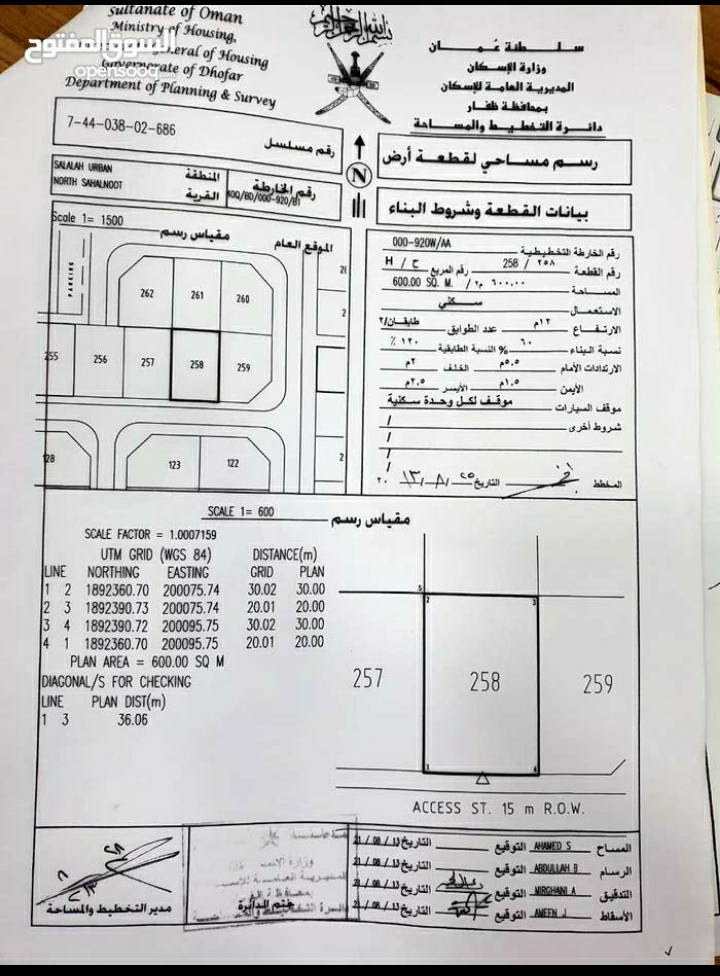 Sultanate of Oman
Ministry of Housing,
General of Housing
Governorate of Dhofar
Department of Planning & Survey
السوق المفتوح
opensooq
سلطنة عُمان
وزارة الإسكان
المديرية العامة للإسكان
بمحافظة ظفار
دائرة التخطيط والمساحة
7-44-038-02-686
رقم مسلسل
N
رسم مساحي لقطعة أرض
SALALAH URBAN
المنطقة
NORTH SAHALNOOT
القرية
رقم الخارطة
40Q/BD/000-920/B1
بيانات القطعة وشروط البناء
Scale 1= 1500
مقياس رسم
الموقع العام
PARKING
262
261
260
255
256
257
258
259
128
123
122
رقم الخارطة التخطيطية
000-920W/AA
رقم القطعة
258 / ٢٥٨
رقم المربع
H / ح
المساحة
600.00 SQ. M. / ٦٠٠,٠٠ م٢
الاستعمال
سكني
الارتفاع
١٢م
عدد الطوابق
طابقان/٢
نسبة البناء
٦٠ %
النسبة الطابقية
١٢٠ %
الارتدادات الأمام
٥,٥م
الخلف
٢م
الأيمن
١,٥م
الأيسر
٢,٥م
موقف السيارات
موقف لكل وحدة سكنية
شروط أخرى
المخطط
التاريخ
SCALE 1= 600
مقياس رسم
SCALE FACTOR = 1.0007159
UTM GRID (WGS 84) DISTANCE(m)
LINE NORTHING EASTING GRID PLAN
1 2 1892360.70 200075.74 30.02 30.00
2 3 1892390.73 200075.74 20.01 20.00
3 4 1892390.72 200095.75 30.02 30.00
4 1 1892360.70 200095.75 20.01 20.00
PLAN AREA = 600.00 SQ M
DIAGONAL/S FOR CHECKING
LINE PLAN DIST(m)
1 3 36.06
5
2
3
257
258
259
1
4
ACCESS ST. 15 m R.O.W.
المساح AHAMED S التوقيع التاريخ 21 / 08 / 13
الرسام ABDULLAH B التوقيع التاريخ 21 / 08 / 13
التدقيق MIRGHANI A التوقيع التاريخ 21 / 08 / 13
الأسقاط AMEEN J التوقيع التاريخ 21 / 08 / 13
ختم الدائرة
مدير التخطيط والمساحة